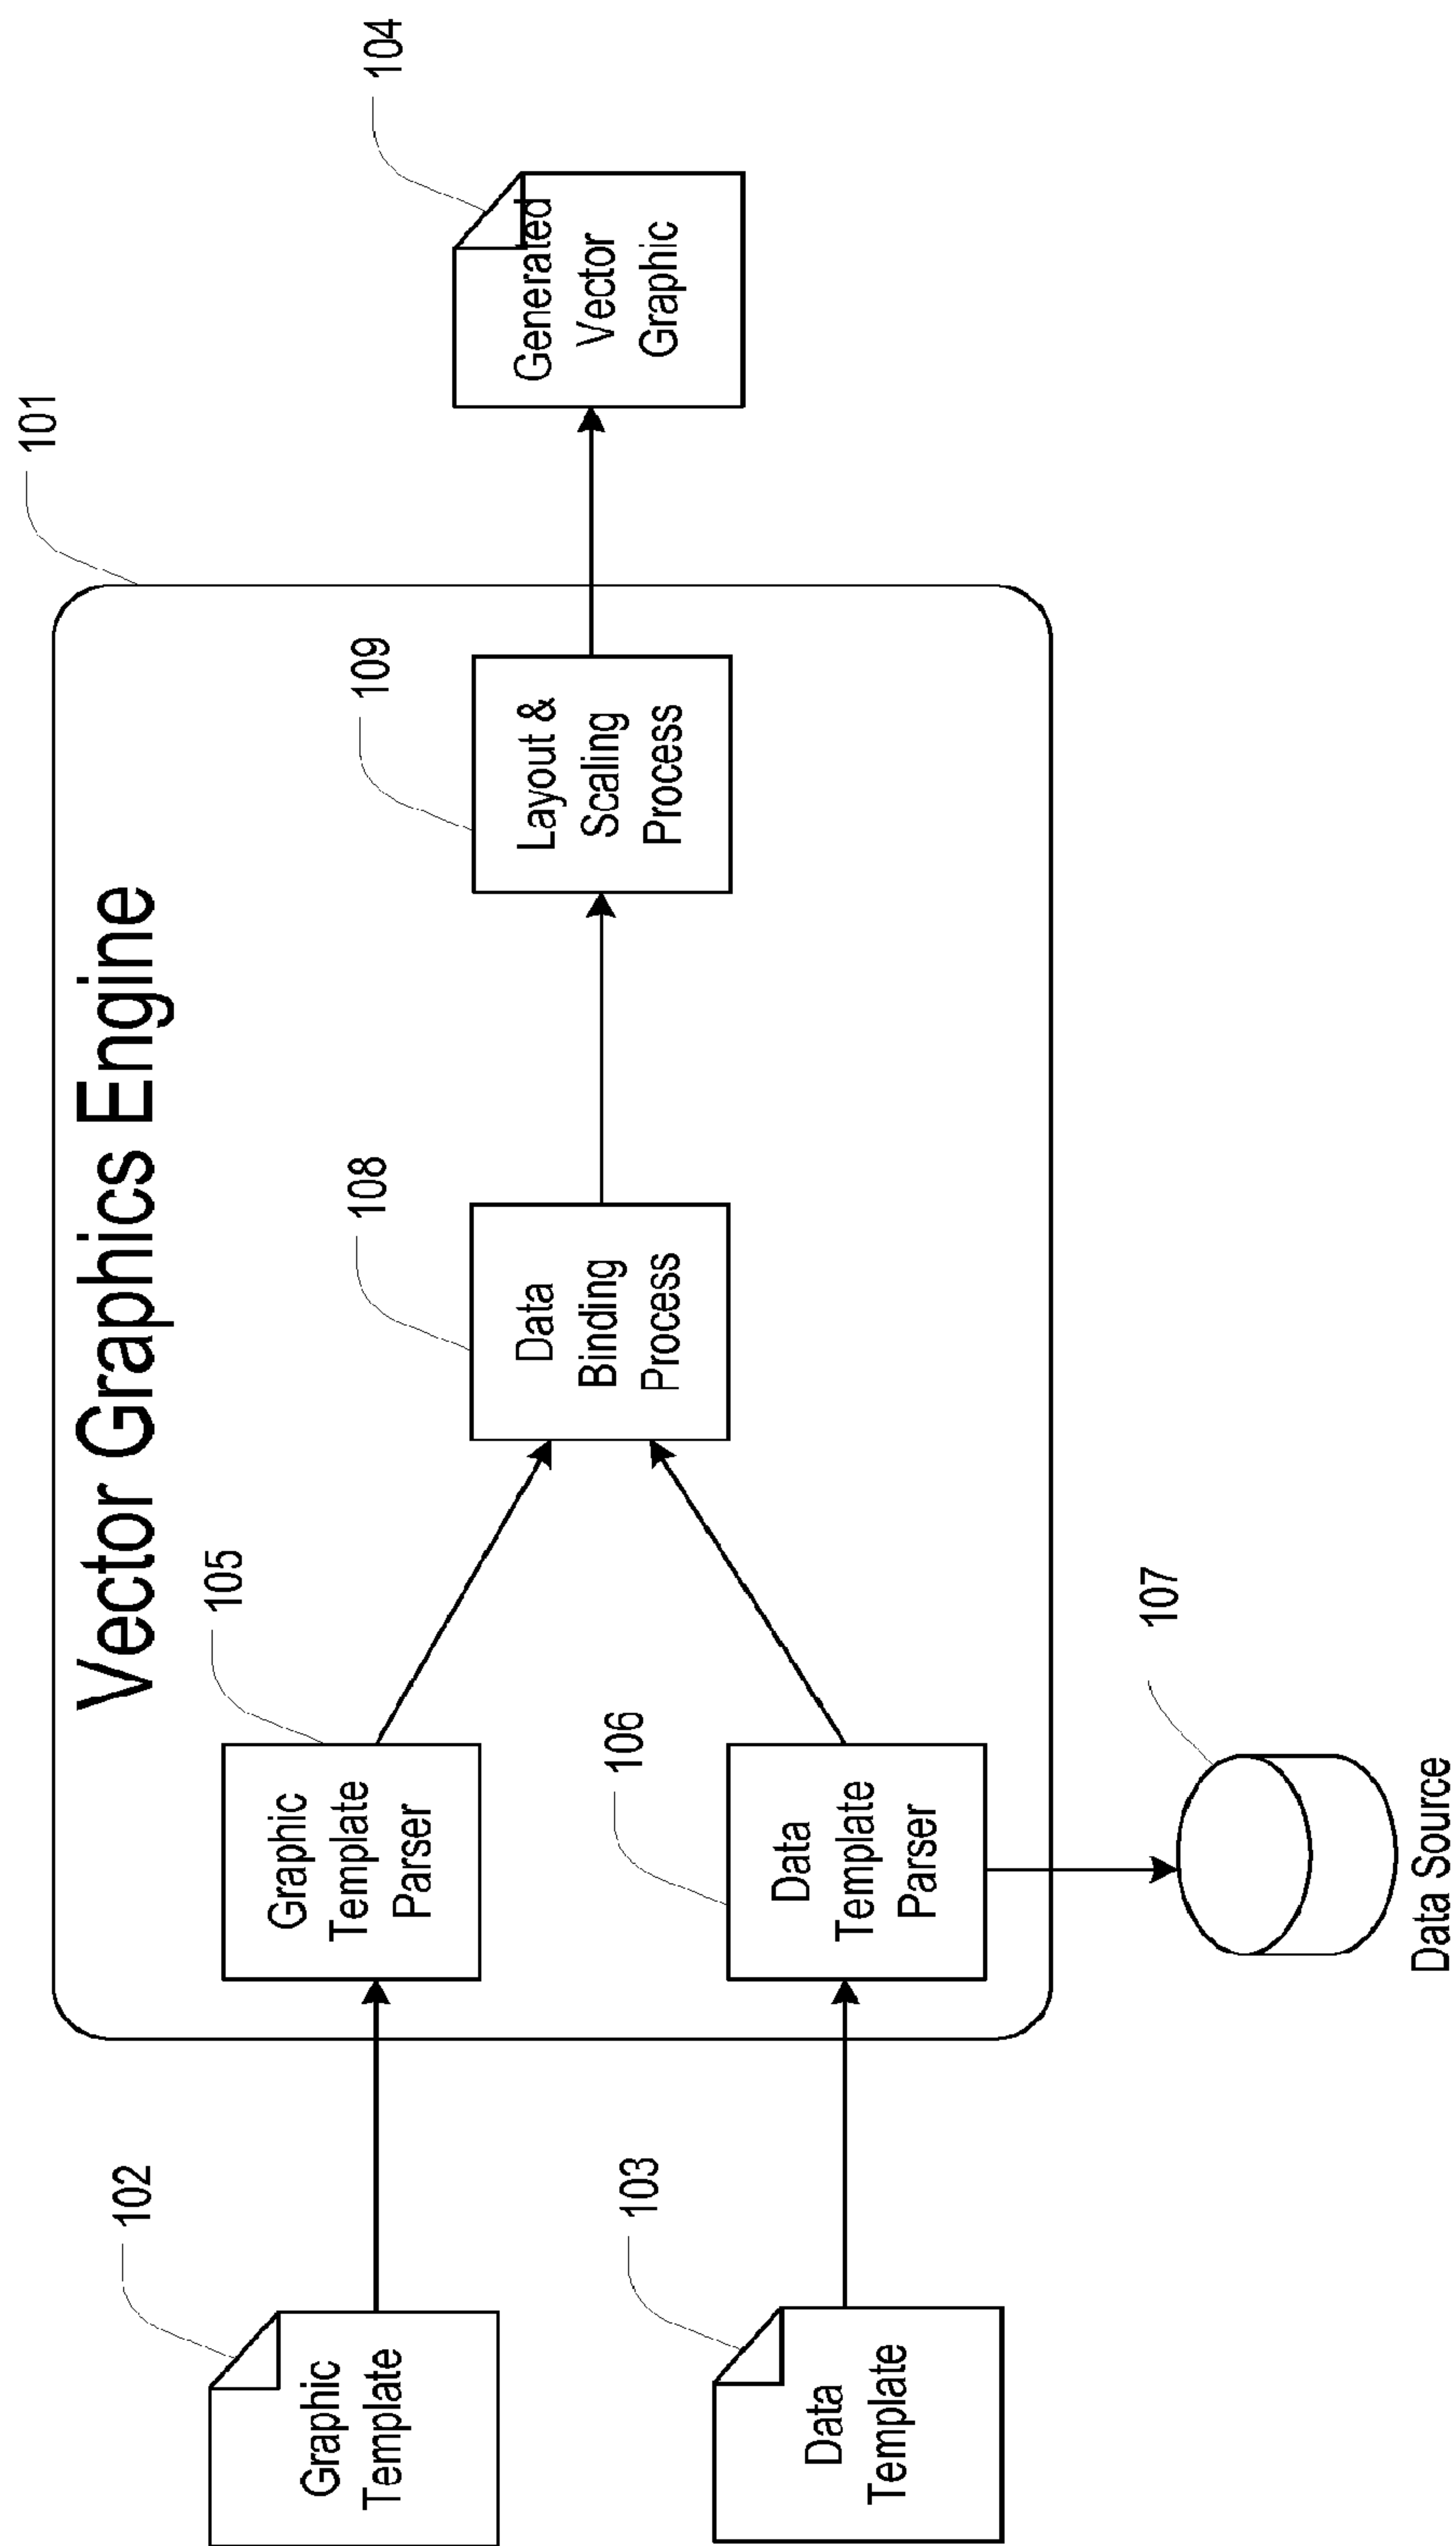 Vector Graphics Engine
101
102
Graphic
Template
103
Data
Template
105
Graphic
Template
Parser
106
Data
Template
Parser
107
Data Source
108
Data
Binding
Process
109
Layout &
Scaling
Process
104
Generated
Vector
Graphic